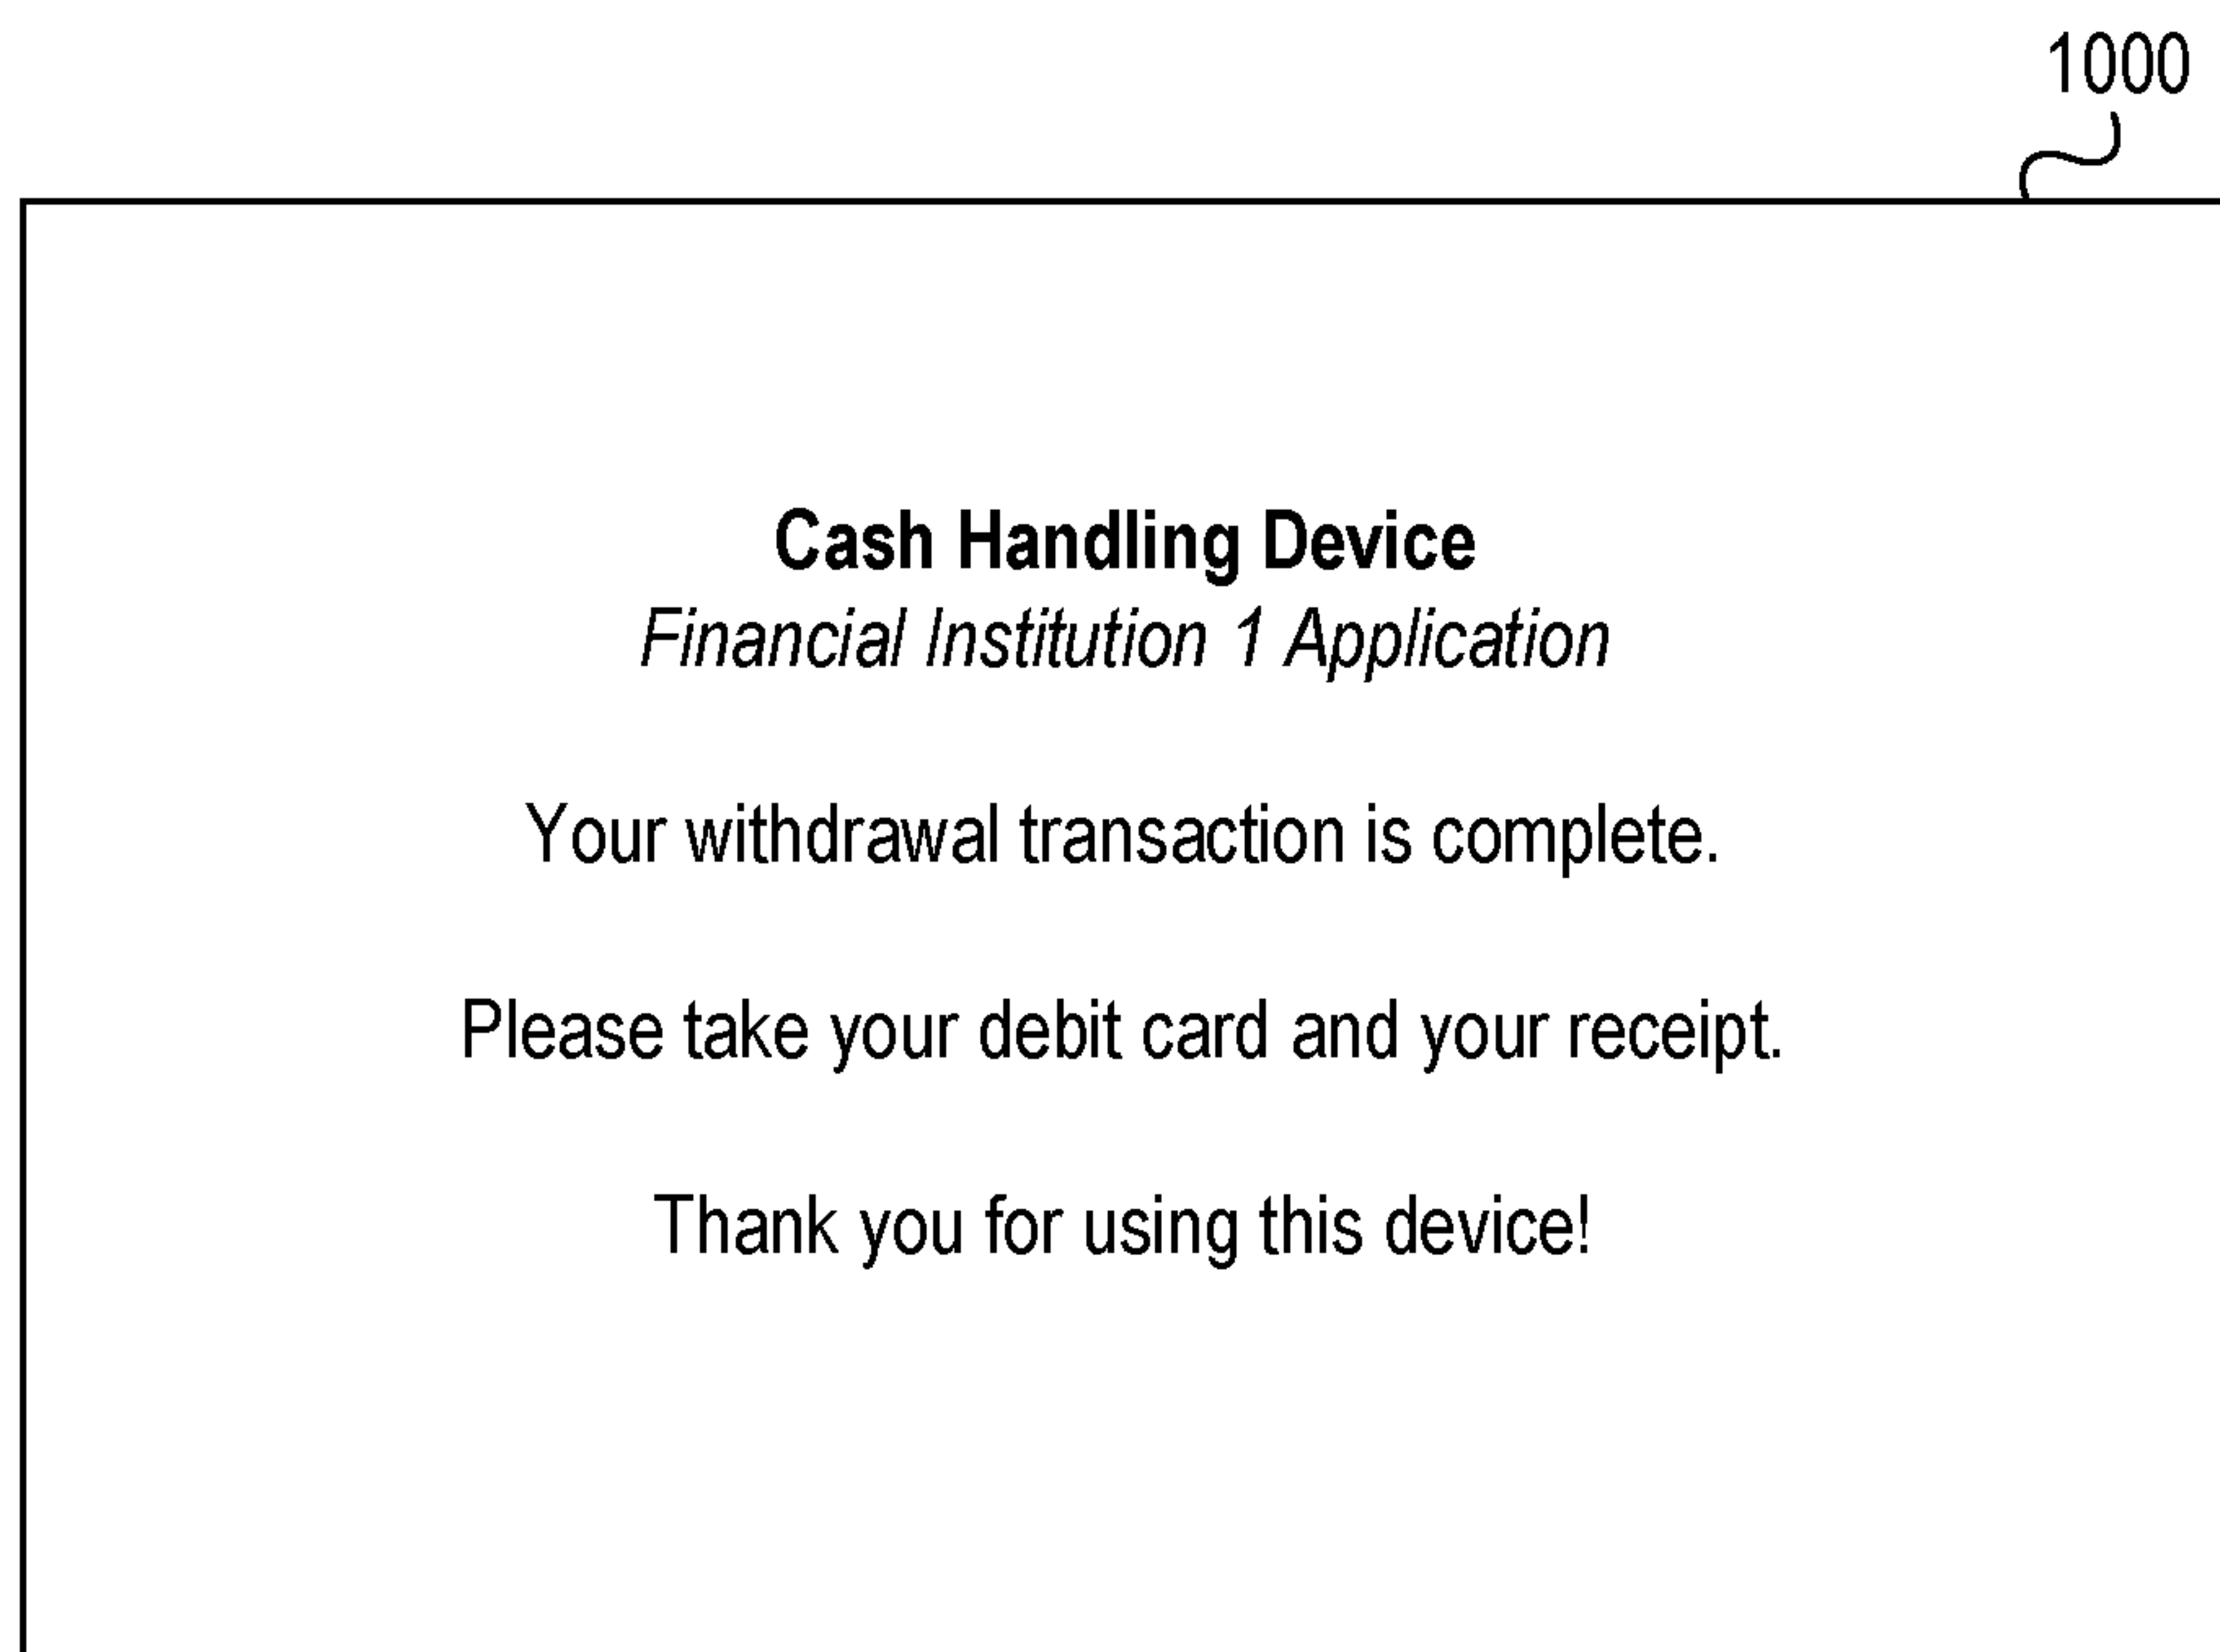 1000
Cash Handling Device
Financial Institution 1 Application
Your withdrawal transaction is complete.
Please take your debit card and your receipt.
Thank you for using this device!